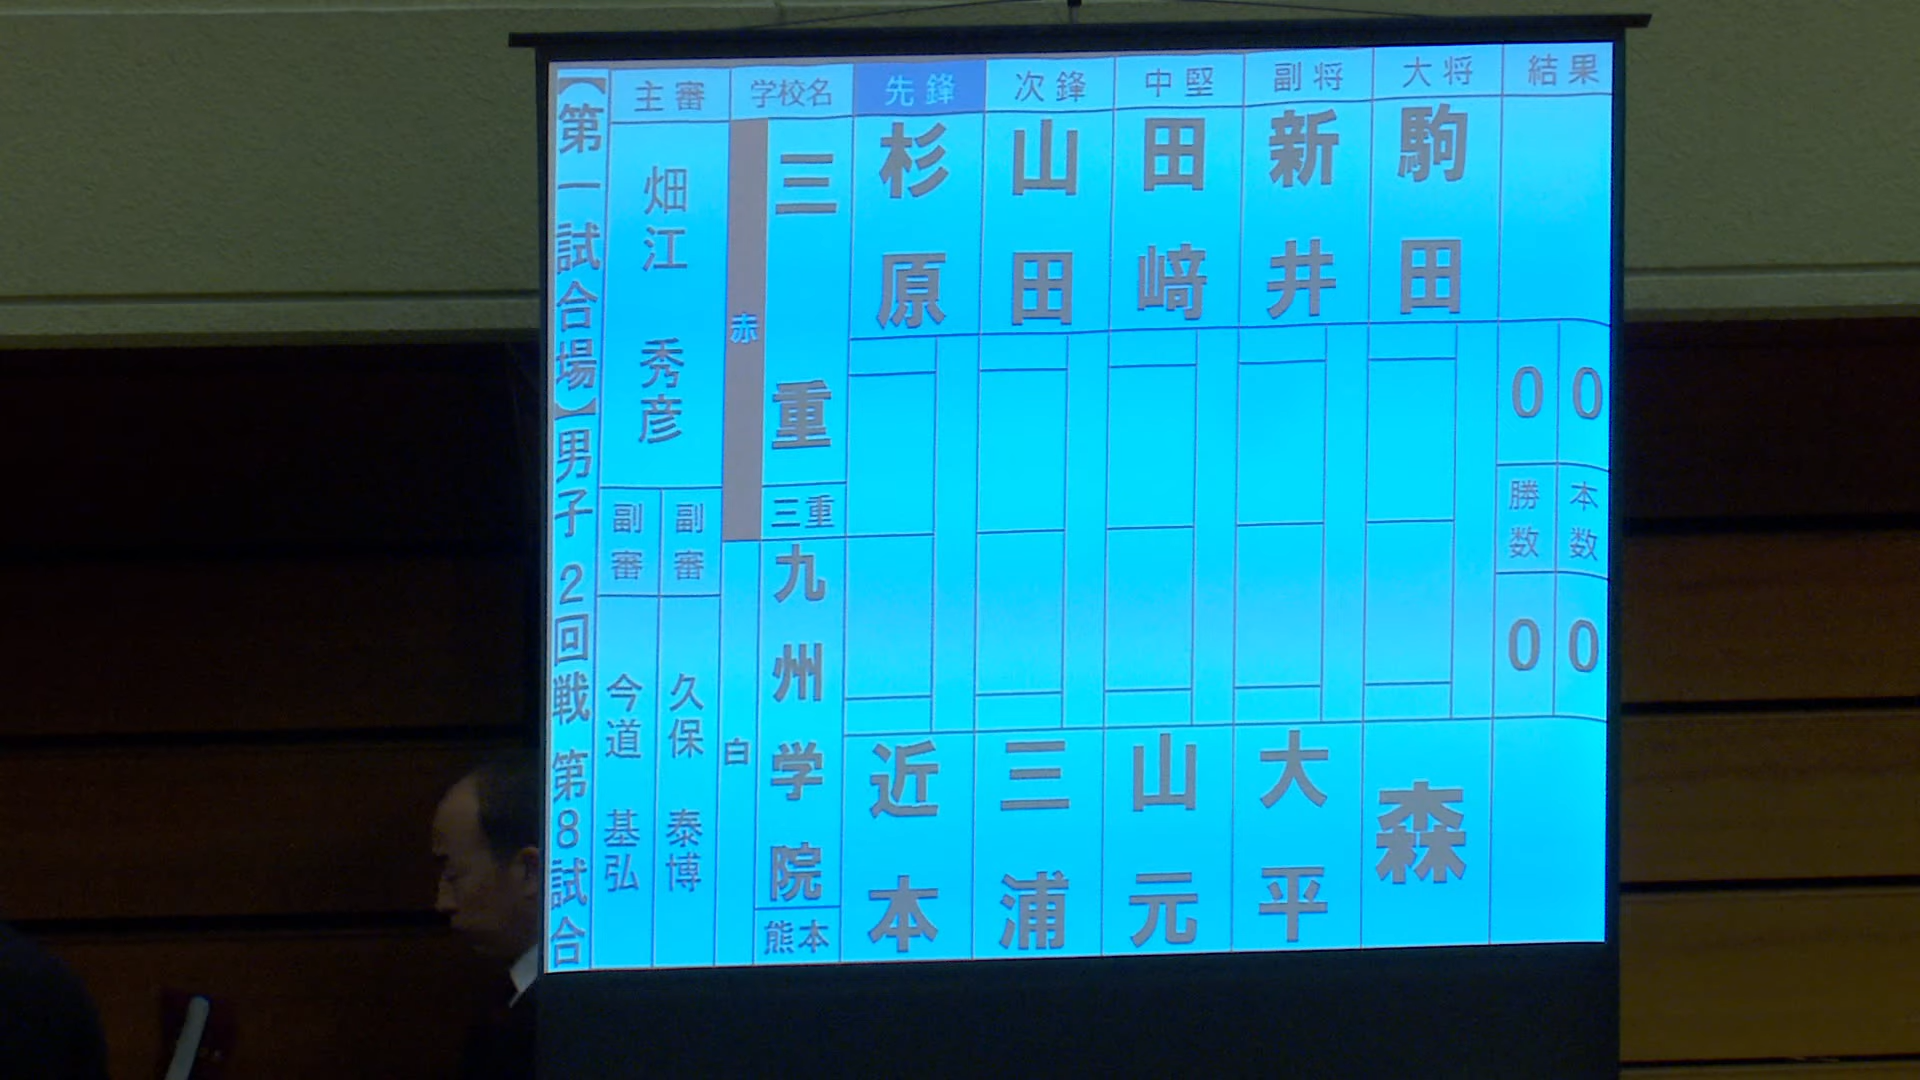 【第一試合場】男子 2回戦 第8試合
主審
学校名
先鋒
次鋒
中堅
副将
大将
結果
畑江 秀彦
赤
三重
三重
杉原
山田
田﨑
新井
駒田
0
0
副審
副審
勝数
本数
今道 基弘
久保 泰博
白
九州学院
熊本
0
0
近本
三浦
山元
大平
森